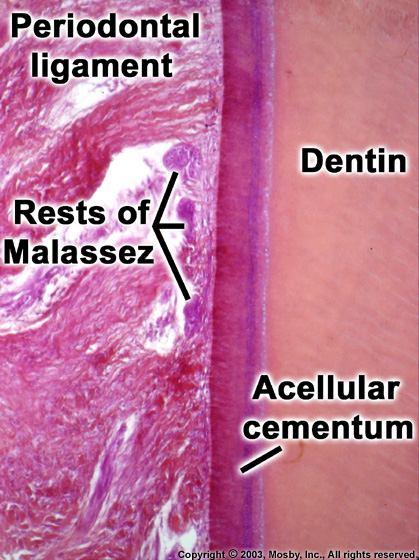 Periodontal
ligament
Dentin
Rests of
Malassez
Acellular
cementum
Copyright © 2003, Mosby, Inc., All rights reserved.